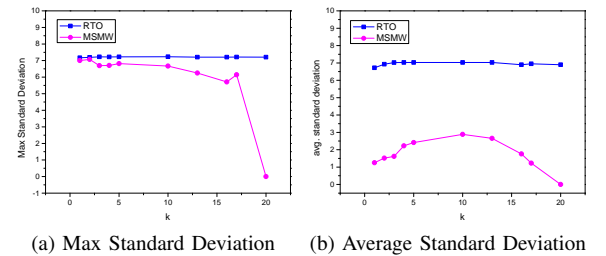 10
9
8
7
6
5
4
3
2
1
0
-1
Max Standard Deviation
RTO
MSMW
0 5 10 15 20
k
(a) Max Standard Deviation
10
9
8
7
6
5
4
3
2
1
0
avg. standard deviation
RTO
MSMW
0 5 10 15 20
k
(b) Average Standard Deviation